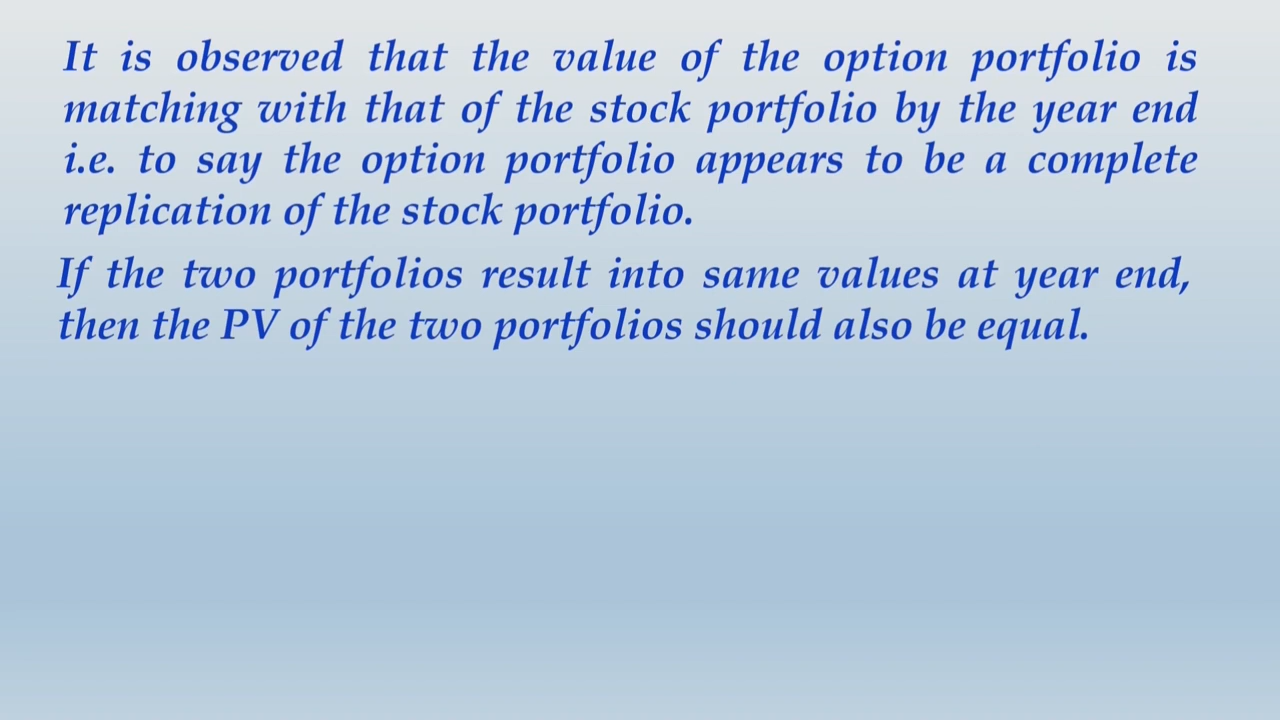 It is observed that the value of the option portfolio is
matching with that of the stock portfolio by the year end
i.e. to say the option portfolio appears to be a complete
replication of the stock portfolio.
If the two portfolios result into same values at year end,
then the PV of the two portfolios should also be equal.